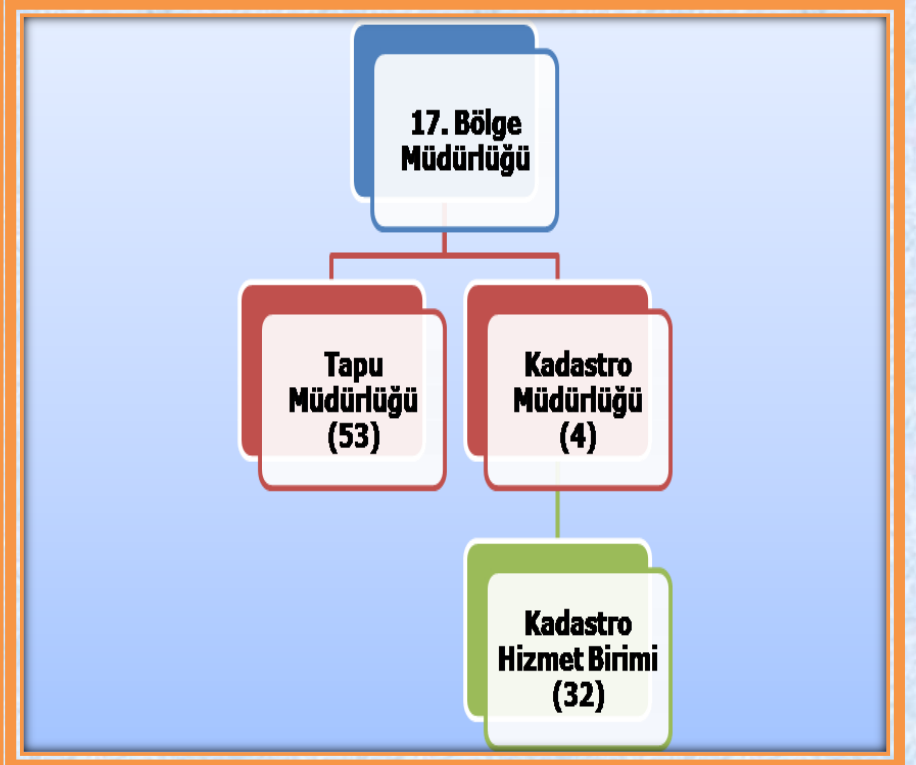 17. Bölge
Müdürlüğü
Tapu
Müdürlüğü
(53)
Kadastro
Müdürlüğü
(4)
Kadastro
Hizmet Birimi
(32)